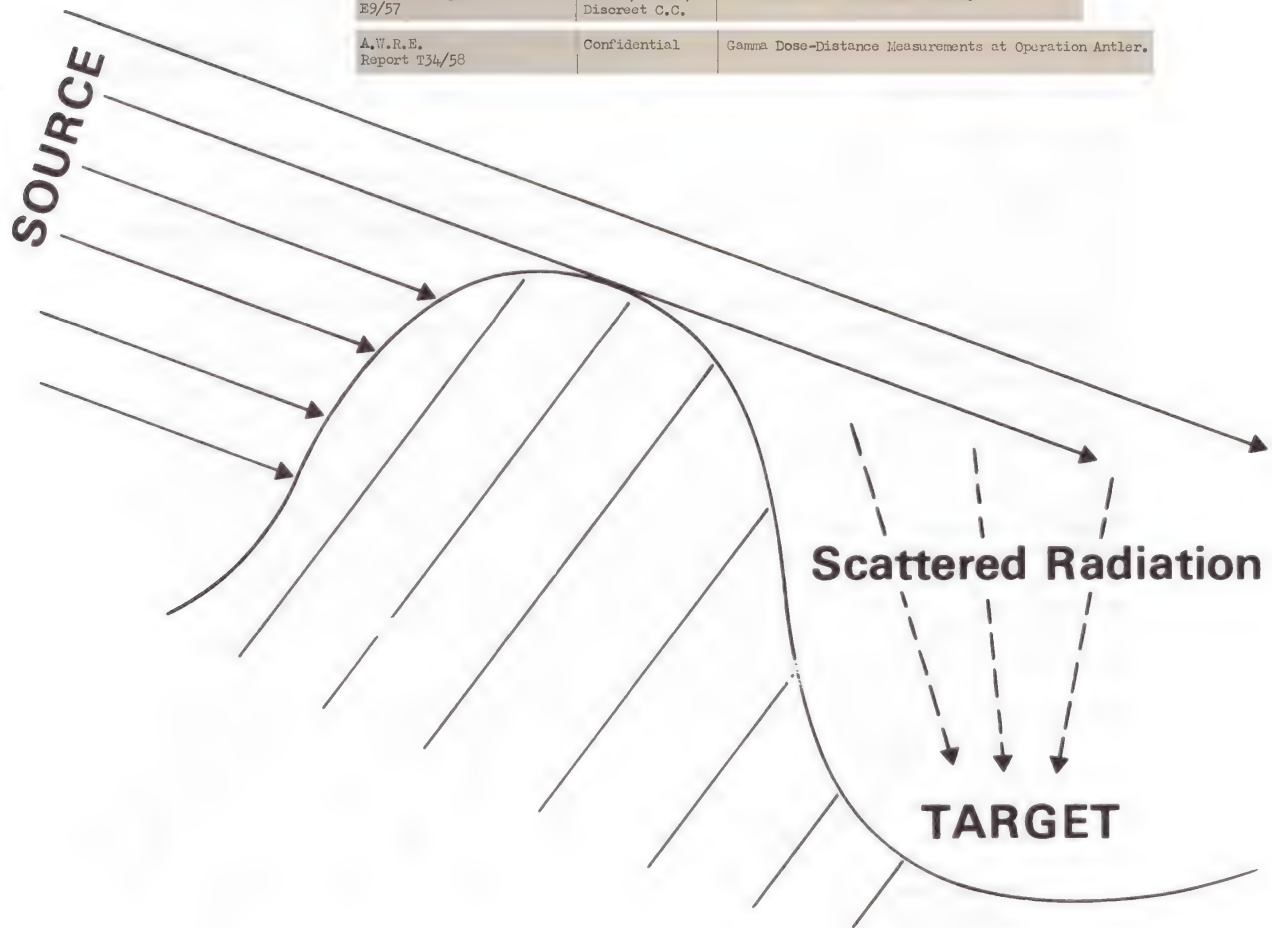 E9/57
Discreet C.C.
A.W.R.E. Confidential Gamma Dose-Distance Measurements at Operation Antler.
Report T34/58
SOURCE
Scattered Radiation
TARGET